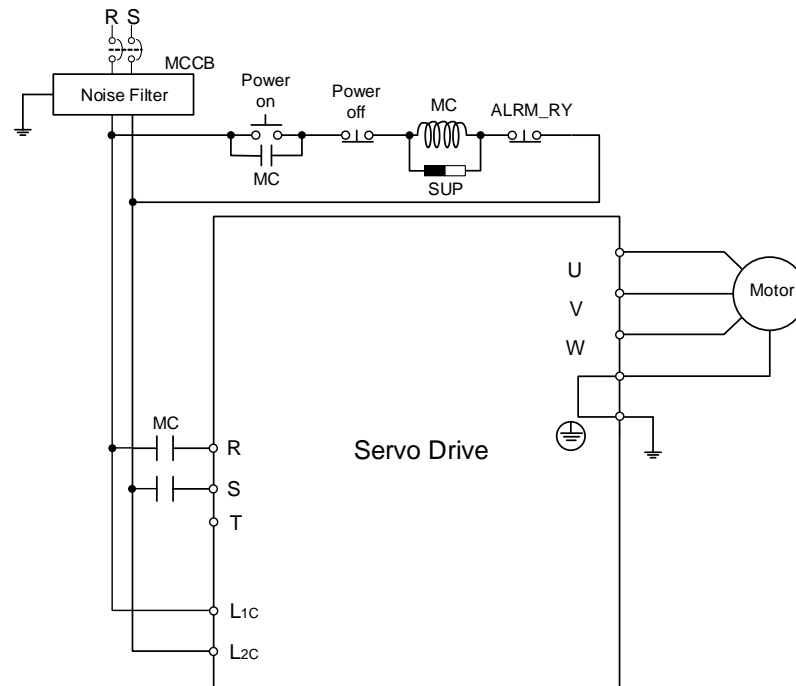 R S
MCCB
Noise Filter
Power
on
Power
off
MC
ALRM_RY
MC
SUP
U
V
W
Motor
MC
R
S
T
Servo Drive
L1C
L2C